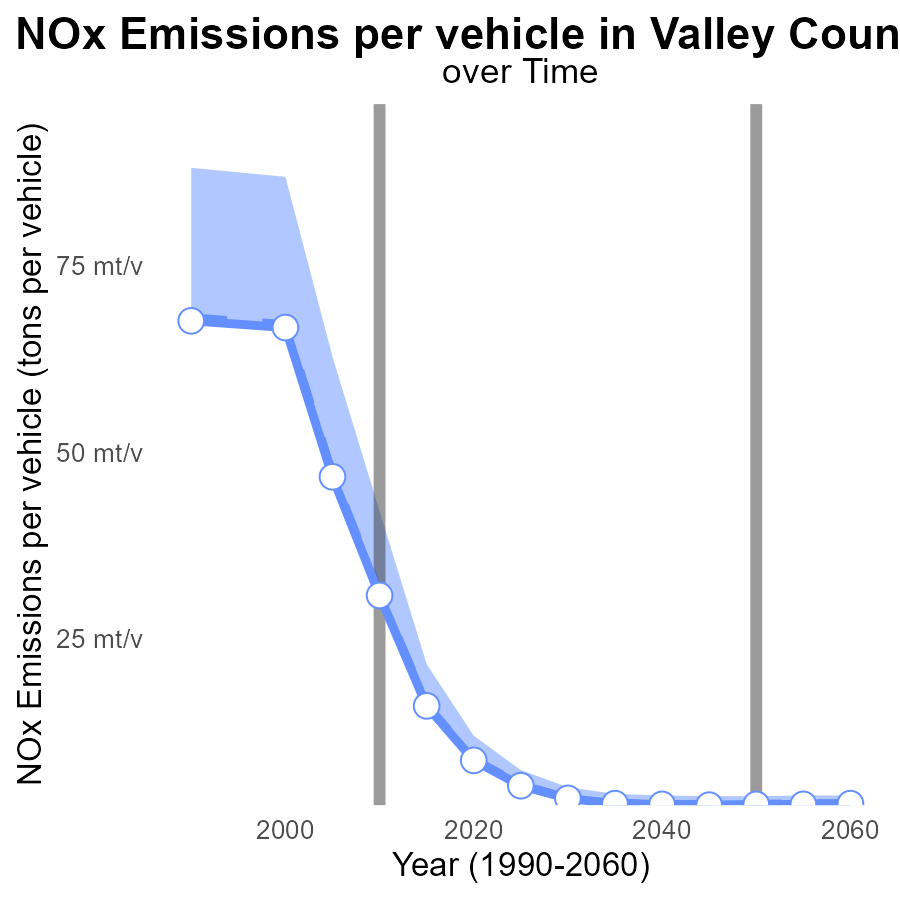 NOx Emissions per vehicle in Valley Coun
over Time
NOx Emissions per vehicle (tons per vehicle)
75 mt/v
50 mt/v
25 mt/v
2000 2020 2040 2060
Year (1990-2060)